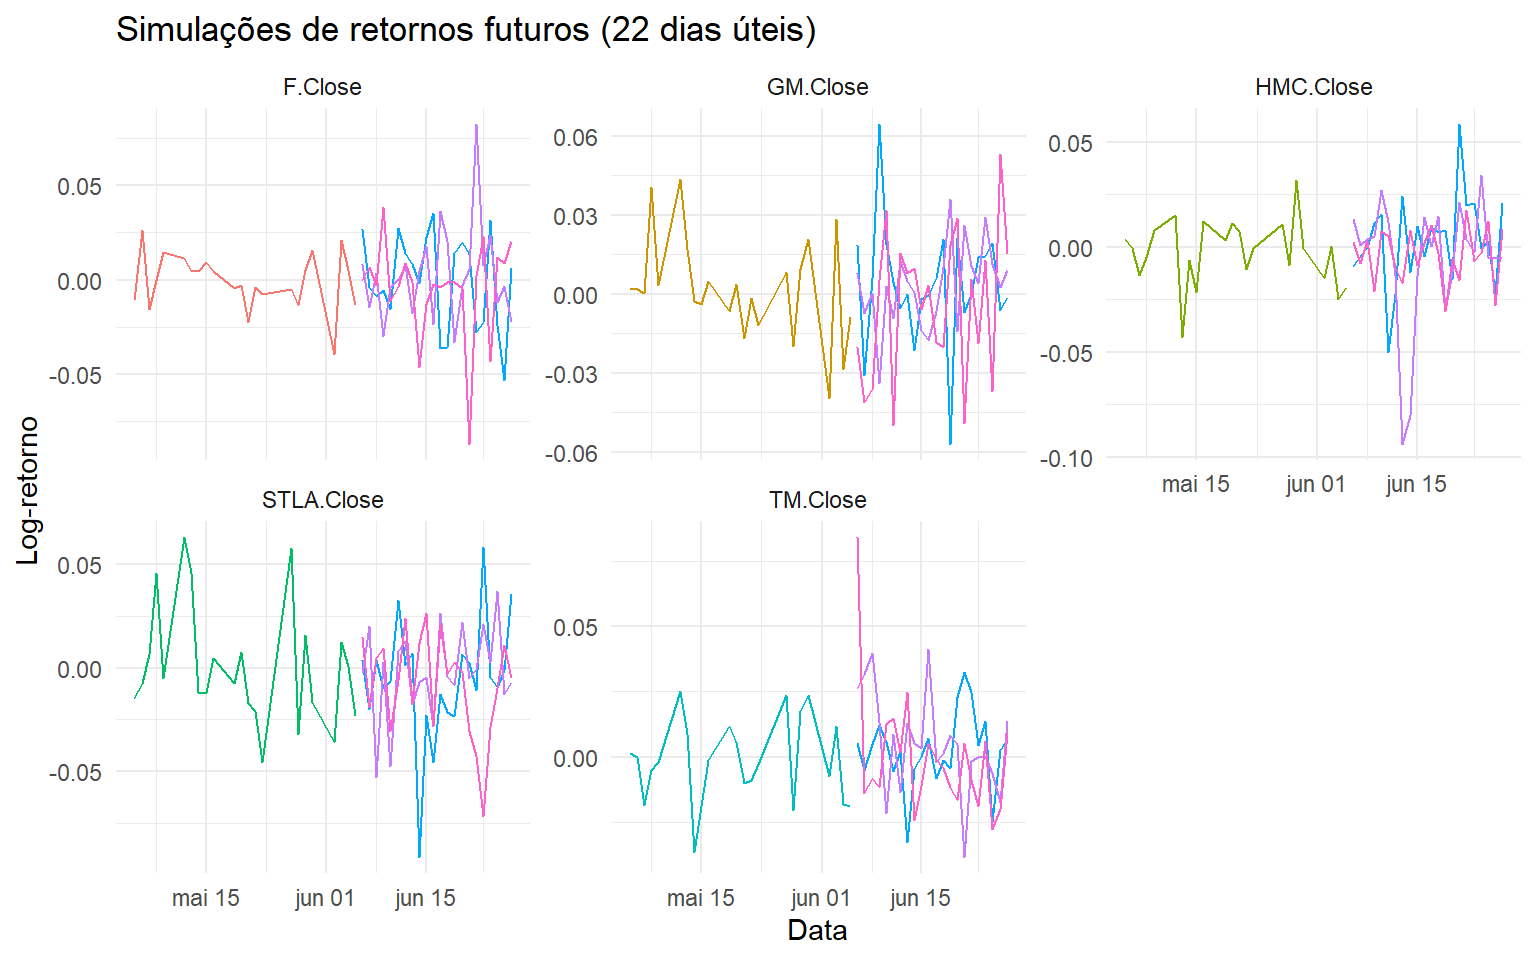 Simulações de retornos futuros (22 dias úteis)
F.Close
GM.Close
HMC.Close
0.05
0.00
-0.05
0.06
0.03
0.00
-0.03
-0.06
0.05
0.00
-0.05
-0.10
mai 15
jun 01
jun 15
STLA.Close
TM.Close
0.05
0.00
-0.05
0.05
0.00
mai 15
jun 01
jun 15
mai 15
jun 01
jun 15
Log-retorno
Data